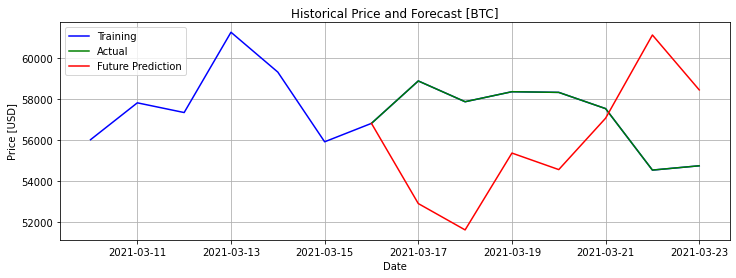 Historical Price and Forecast [BTC]
Training
Actual
Future Prediction
Price [USD]
60000
58000
56000
54000
52000
2021-03-11 2021-03-13 2021-03-15 2021-03-17 2021-03-19 2021-03-21 2021-03-23
Date